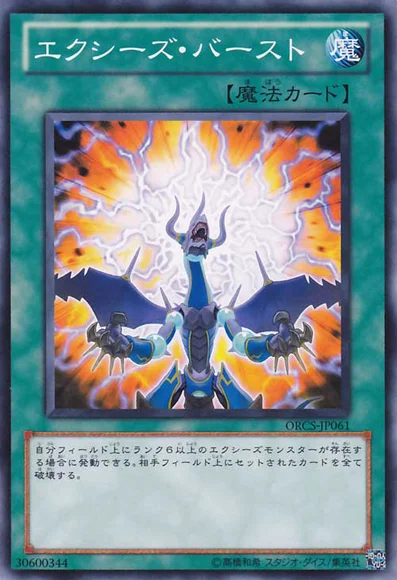 エクシーズ・バースト
魔
【魔法カード】
ORCS-JP061
自分フィールド上にランク6以上のエクシーズモンスターが存在す
る場合に発動できる。相手フィールド上にセットされたカードを全て
破壊する。
30600344
©高橋和希 スタジオ・ダイス/集英社